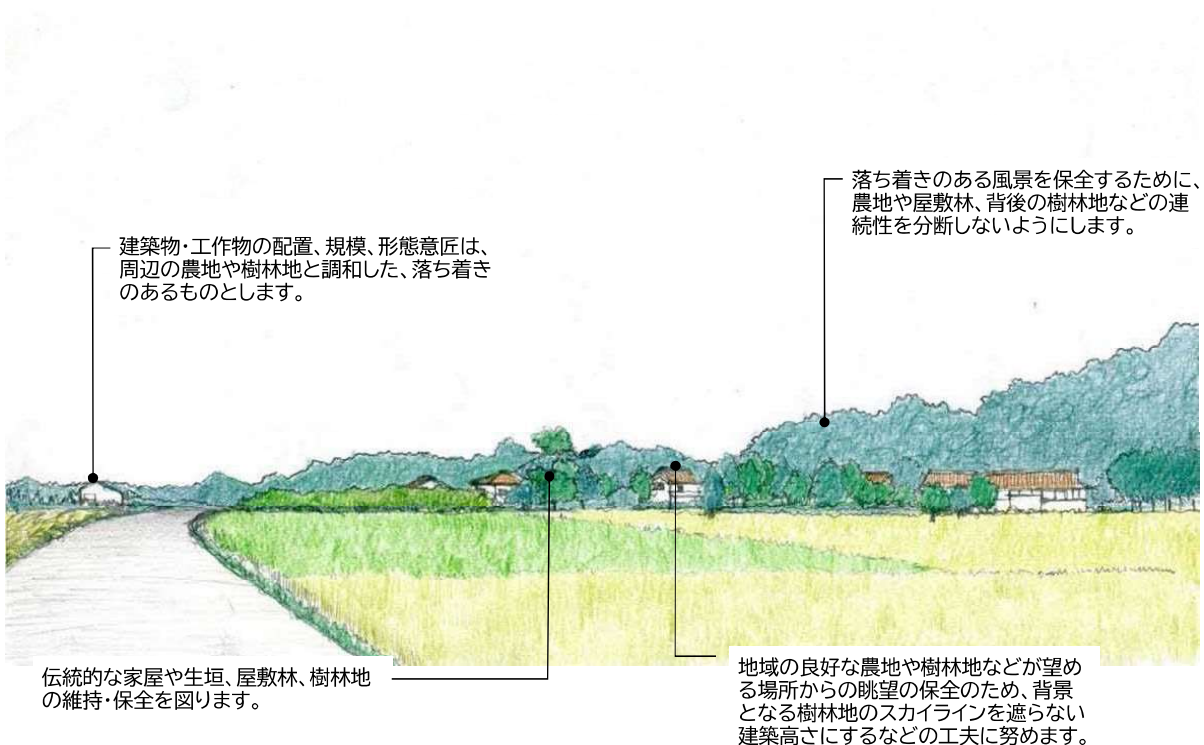 落ち着きのある風景を保全するために、
農地や屋敷林、背後の樹林地などの連
続性を分断しないようにします。
建築物・工作物の配置、規模、形態意匠は、
周辺の農地や樹林地と調和した、落ち着き
のあるものとします。
伝統的な家屋や生垣、屋敷林、樹林地
の維持・保全を図ります。
地域の良好な農地や樹林地などが望め
る場所からの眺望の保全のため、背景
となる樹林地のスカイラインを遮らない
建築高さにするなどの工夫に努めます。